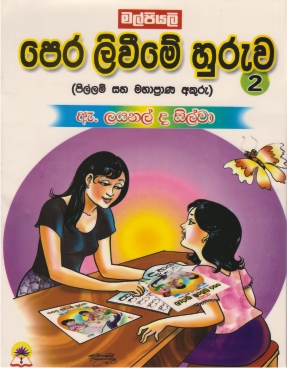 මල්පියලි
පෙර ලිවීමේ හුරුව
2
(පිල්ලම් සහ මහාප්‍රාණ අකුරු)
ඇ. ලයනල් ද සිල්වා